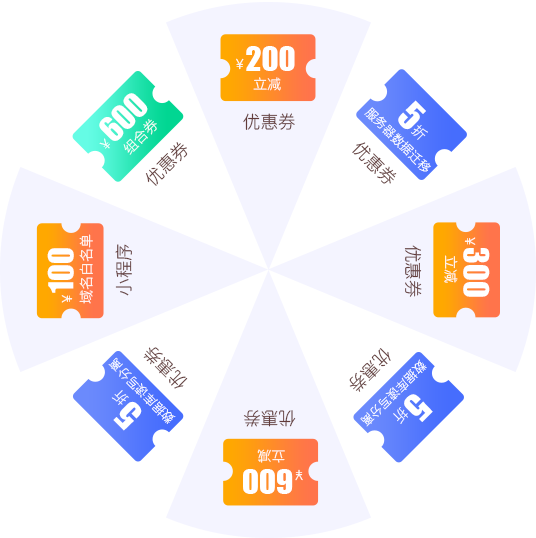 ¥200
立减
优惠券
5折
服务器数据迁移
优惠券
¥300
立减
优惠券
5折
数据库读写分离
优惠券
¥600
立减
优惠券
5折
数据库读写分离
优惠券
¥100
域名白名单
小程序
¥600
组合券
优惠券